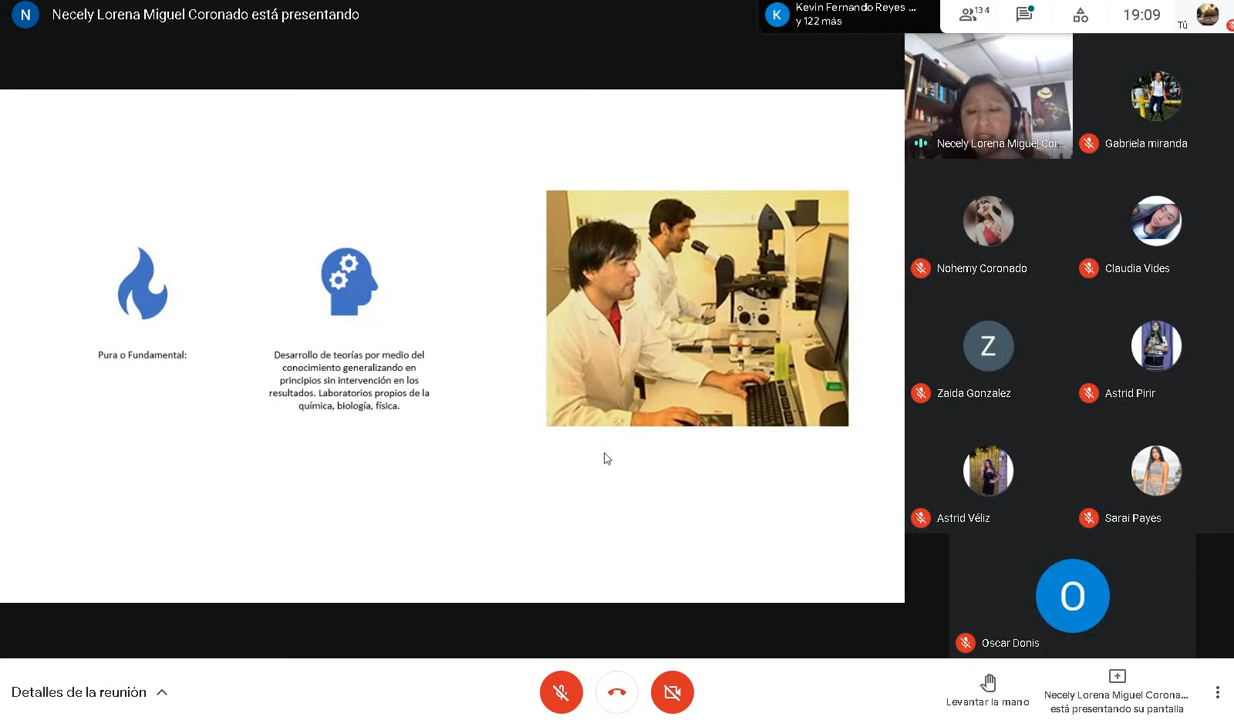 N
Necely Lorena Miguel Coronado está presentando
K
Kevin Fernando Reyes ...
y 122 más
134
19:09
Tú
Necely Lorena Miguel Cor...
Gabriela miranda
Nohemy Coronado
Claudia Vides
Z
Zaida Gonzalez
Astrid Pirir
Astrid Véliz
Sarai Payes
O
Oscar Donis
Pura o Fundamental:
Desarrollo de teorías por medio del
conocimiento generalizando en
principios sin intervención en los
resultados. Laboratorios propios de la
química, biología, física.
Detalles de la reunión
Levantar la mano
Necely Lorena Miguel Corona...
está presentando su pantalla